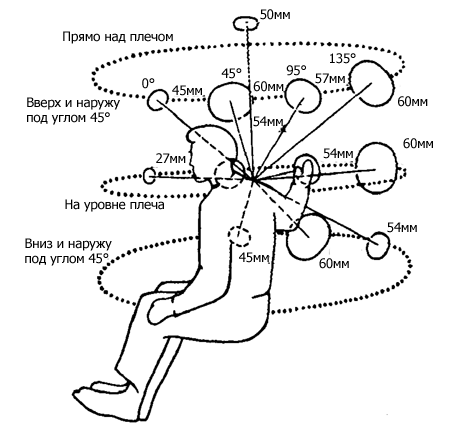 50мм
Прямо над плечом
135°
0°
45мм
45°
60мм
95°
57мм
60мм
Вверх и наружу
под углом 45°
54мм
27мм
54мм
60мм
На уровне плеча
Вниз и наружу
под углом 45°
45мм
60мм
54мм